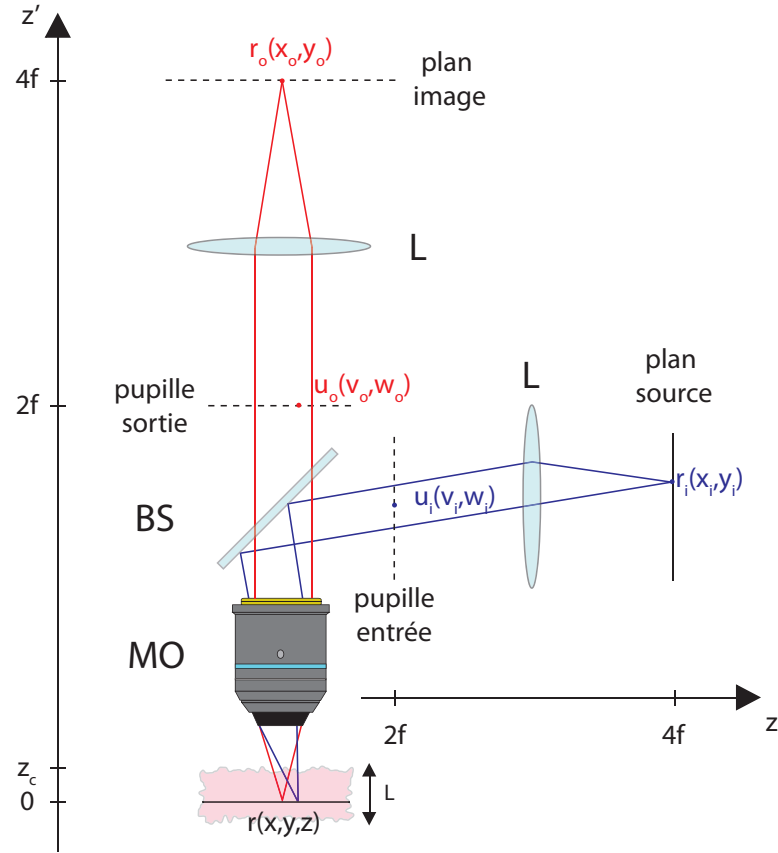 z'
r_o(x_o,y_o)
4f
plan
image
L
plan
source
L
u_o(v_o,w_o)
pupille
sortie
2f
r_i(x_i,y_i)
u_i(v_i,w_i)
BS
pupille
entrée
MO
2f
4f
z
z_c
0
L
r(x,y,z)